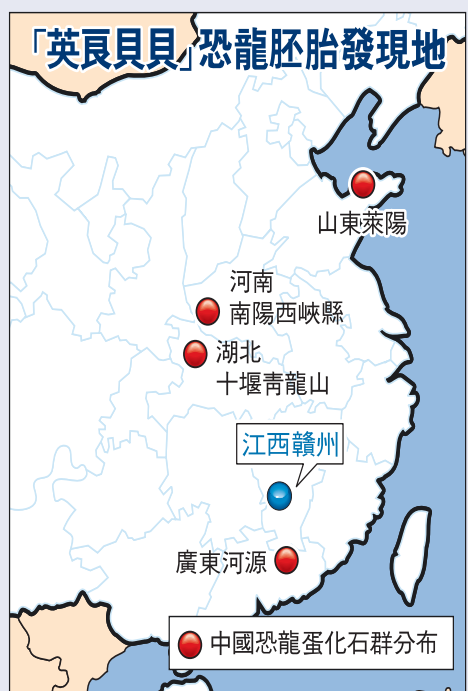 「英良貝貝」恐龍胚胎發現地
山東萊陽
河南
南陽西峽縣
湖北
十堰青龍山
江西贛州
廣東河源
中國恐龍蛋化石群分布